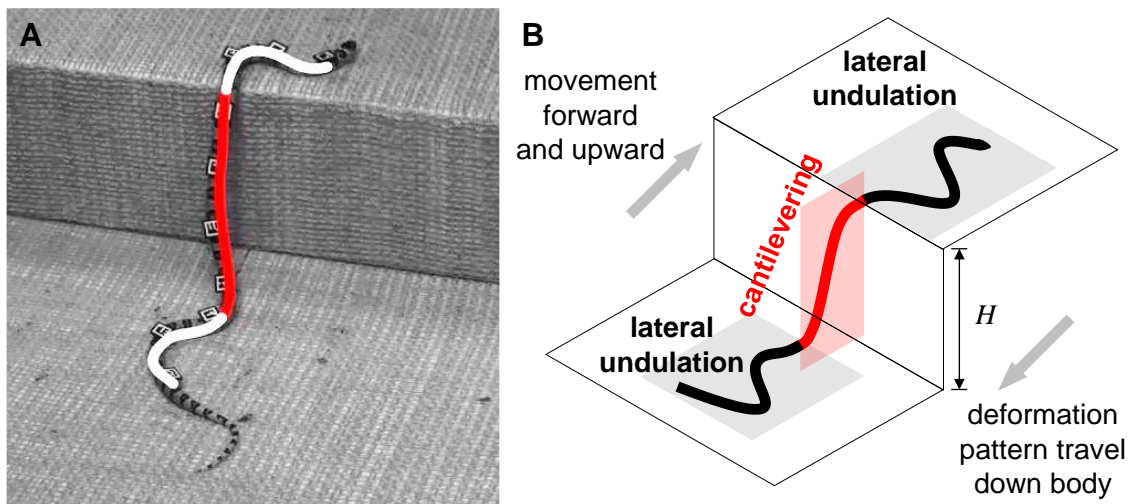 A
B
movement
forward
and upward
lateral
undulation
cantilevering
lateral
undulation
H
deformation
pattern travel
down body